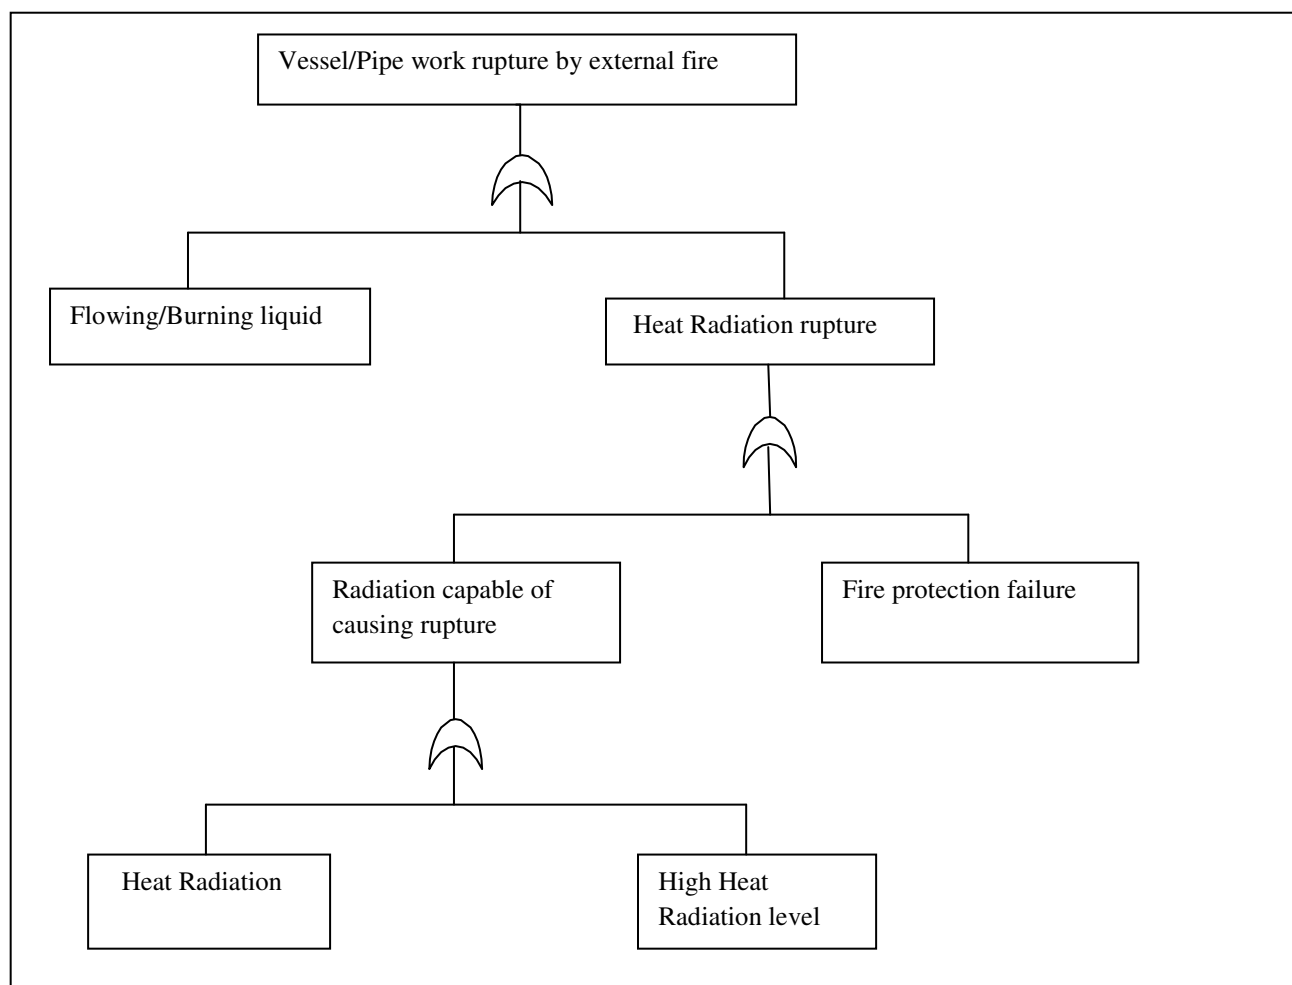 Vessel/Pipe work rupture by external fire
Flowing/Burning liquid
Heat Radiation rupture
Radiation capable of
causing rupture
Fire protection failure
Heat Radiation
High Heat
Radiation level